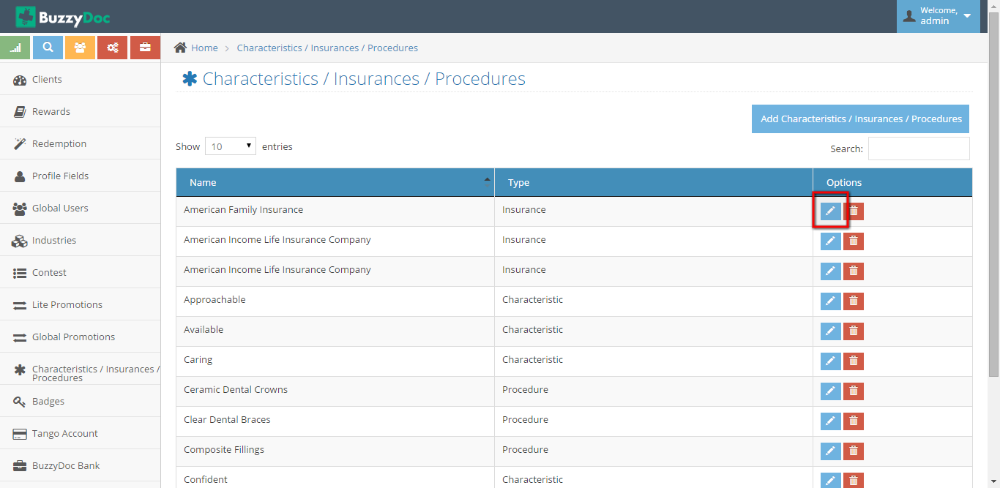 BuzzyDoc
Welcome,
admin
Home > Characteristics / Insurances / Procedures
Clients
Rewards
Redemption
Profile Fields
Global Users
Industries
Contest
Lite Promotions
Global Promotions
Characteristics / Insurances /
Procedures
Badges
Tango Account
BuzzyDoc Bank
Characteristics / Insurances / Procedures
Add Characteristics / Insurances / Procedures
Show 10 entries
Search:
Name Type Options
American Family Insurance Insurance
American Income Life Insurance Company Insurance
American Income Life Insurance Company Insurance
Approachable Characteristic
Available Characteristic
Caring Characteristic
Ceramic Dental Crowns Procedure
Clear Dental Braces Procedure
Composite Fillings Procedure
Confident Characteristic